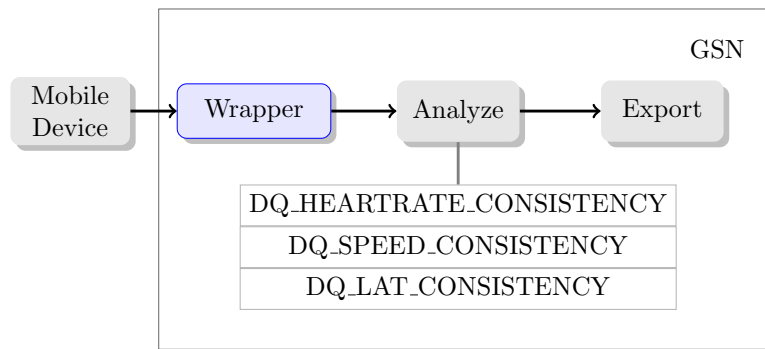 GSN
Mobile
Device
Wrapper
Analyze
Export
DQ_HEARTRATE_CONSISTENCY
DQ_SPEED_CONSISTENCY
DQ_LAT_CONSISTENCY